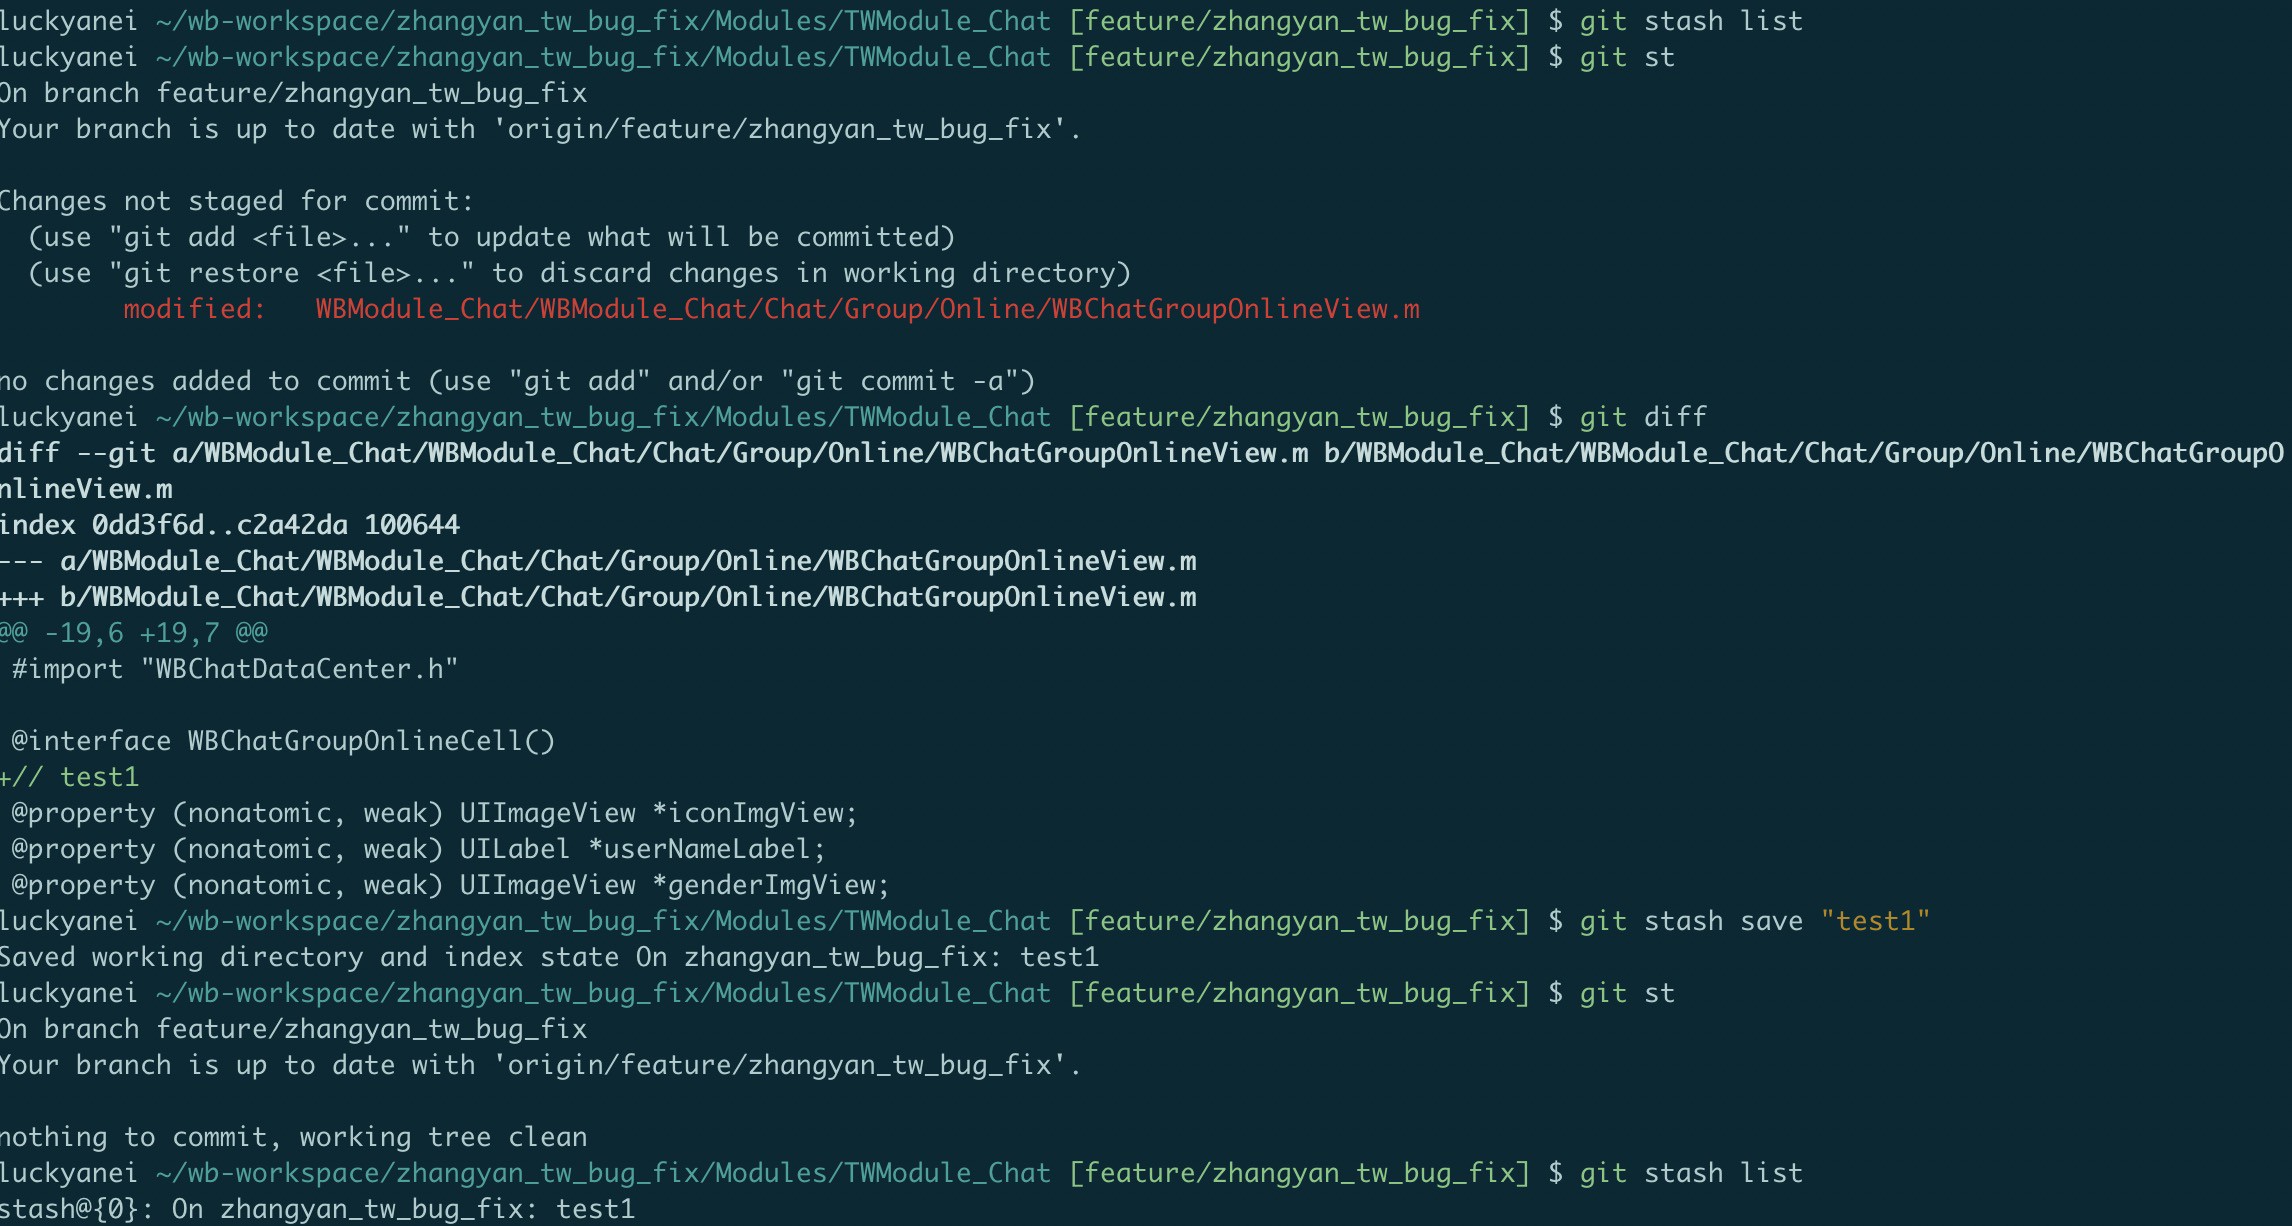 luckyanei ~/wb-workspace/zhangyan_tw_bug_fix/Modules/TWModule_Chat [feature/zhangyan_tw_bug_fix] $ git stash list
luckyanei ~/wb-workspace/zhangyan_tw_bug_fix/Modules/TWModule_Chat [feature/zhangyan_tw_bug_fix] $ git st
On branch feature/zhangyan_tw_bug_fix
Your branch is up to date with 'origin/feature/zhangyan_tw_bug_fix'.
Changes not staged for commit:
  (use "git add <file>..." to update what will be committed)
  (use "git restore <file>..." to discard changes in working directory)
        modified:   WBModule_Chat/WBModule_Chat/Chat/Group/Online/WBChatGroupOnlineView.m
no changes added to commit (use "git add" and/or "git commit -a")
luckyanei ~/wb-workspace/zhangyan_tw_bug_fix/Modules/TWModule_Chat [feature/zhangyan_tw_bug_fix] $ git diff
diff --git a/WBModule_Chat/WBModule_Chat/Chat/Group/Online/WBChatGroupOnlineView.m b/WBModule_Chat/WBModule_Chat/Chat/Group/Online/WBChatGroupO
nlineView.m
index 0dd3f6d..c2a42da 100644
--- a/WBModule_Chat/WBModule_Chat/Chat/Group/Online/WBChatGroupOnlineView.m
+++ b/WBModule_Chat/WBModule_Chat/Chat/Group/Online/WBChatGroupOnlineView.m
@@ -19,6 +19,7 @@
 #import "WBChatDataCenter.h"
 @interface WBChatGroupOnlineCell()
+// test1
 @property (nonatomic, weak) UIImageView *iconImgView;
 @property (nonatomic, weak) UILabel *userNameLabel;
 @property (nonatomic, weak) UIImageView *genderImgView;
luckyanei ~/wb-workspace/zhangyan_tw_bug_fix/Modules/TWModule_Chat [feature/zhangyan_tw_bug_fix] $ git stash save "test1"
Saved working directory and index state On zhangyan_tw_bug_fix: test1
luckyanei ~/wb-workspace/zhangyan_tw_bug_fix/Modules/TWModule_Chat [feature/zhangyan_tw_bug_fix] $ git st
On branch feature/zhangyan_tw_bug_fix
Your branch is up to date with 'origin/feature/zhangyan_tw_bug_fix'.
nothing to commit, working tree clean
luckyanei ~/wb-workspace/zhangyan_tw_bug_fix/Modules/TWModule_Chat [feature/zhangyan_tw_bug_fix] $ git stash list
stash@{0}: On zhangyan_tw_bug_fix: test1